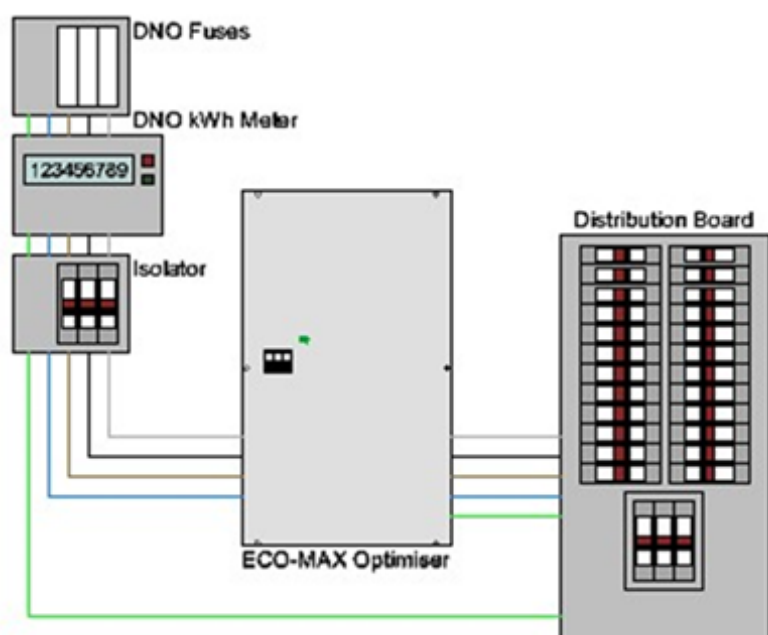 DNO Fuses
DNO kWh Meter
123456789
Isolator
Distribution Board
ECO-MAX Optimiser